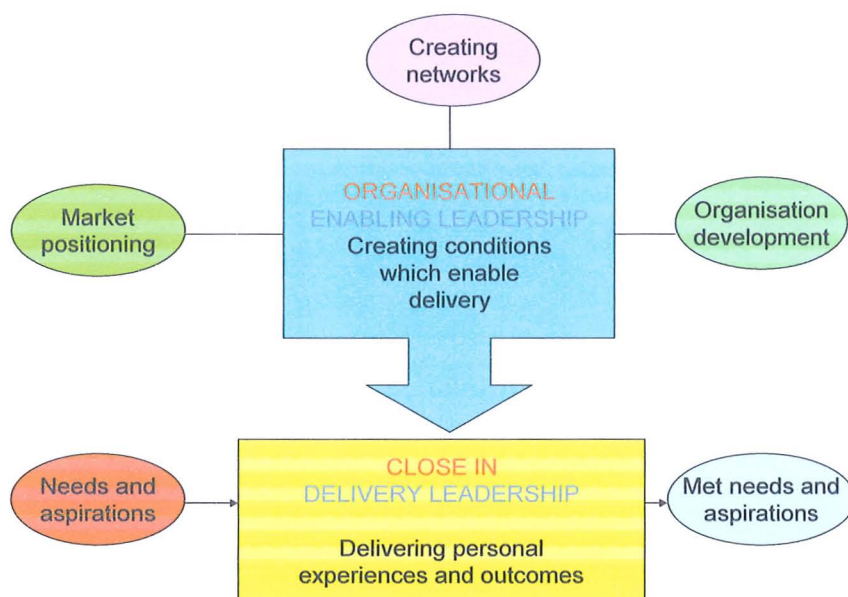 Creating
networks
ORGANISATIONAL
ENABLING LEADERSHIP
Creating conditions
which enable
delivery
Market
positioning
Organisation
development
CLOSE IN
DELIVERY LEADERSHIP
Delivering personal
experiences and outcomes
Needs and
aspirations
Met needs and
aspirations